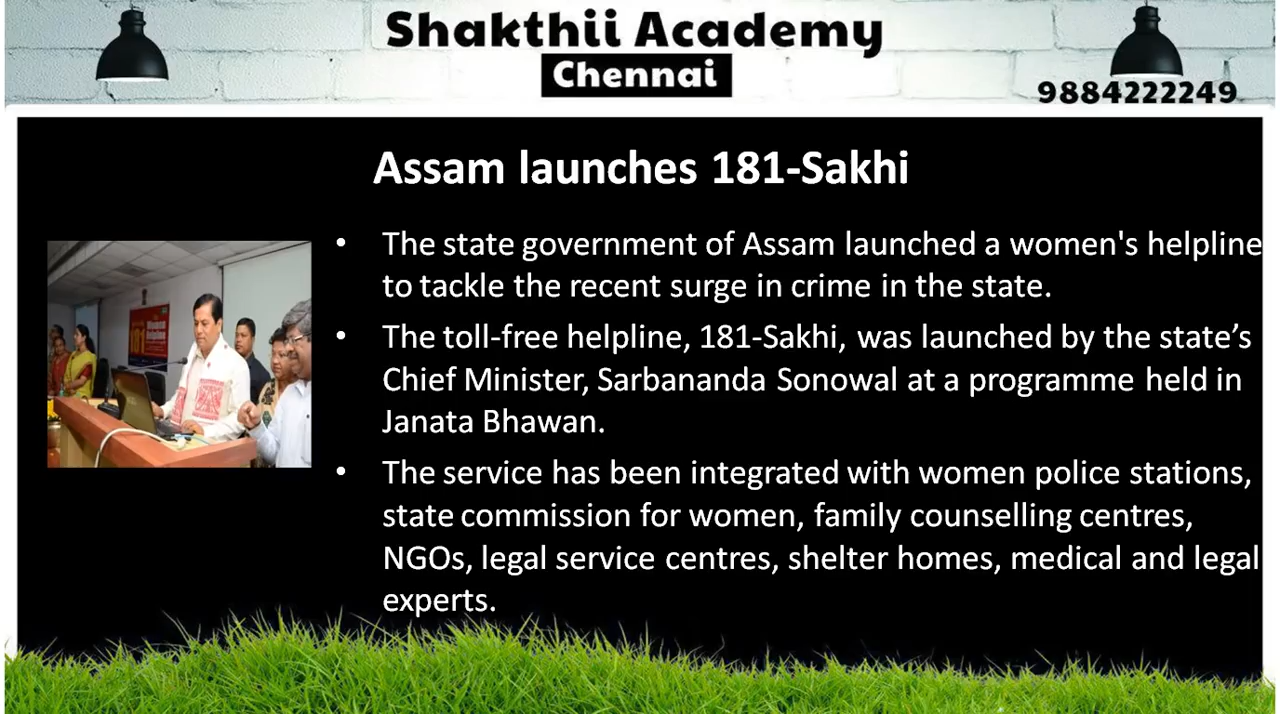 Shakthii Academy
Chennai
9884222249
Assam launches 181-Sakhi
• The state government of Assam launched a women's helpline
to tackle the recent surge in crime in the state.
• The toll-free helpline, 181-Sakhi, was launched by the state’s
Chief Minister, Sarbananda Sonowal at a programme held in
Janata Bhawan.
• The service has been integrated with women police stations,
state commission for women, family counselling centres,
NGOs, legal service centres, shelter homes, medical and legal
experts.
181